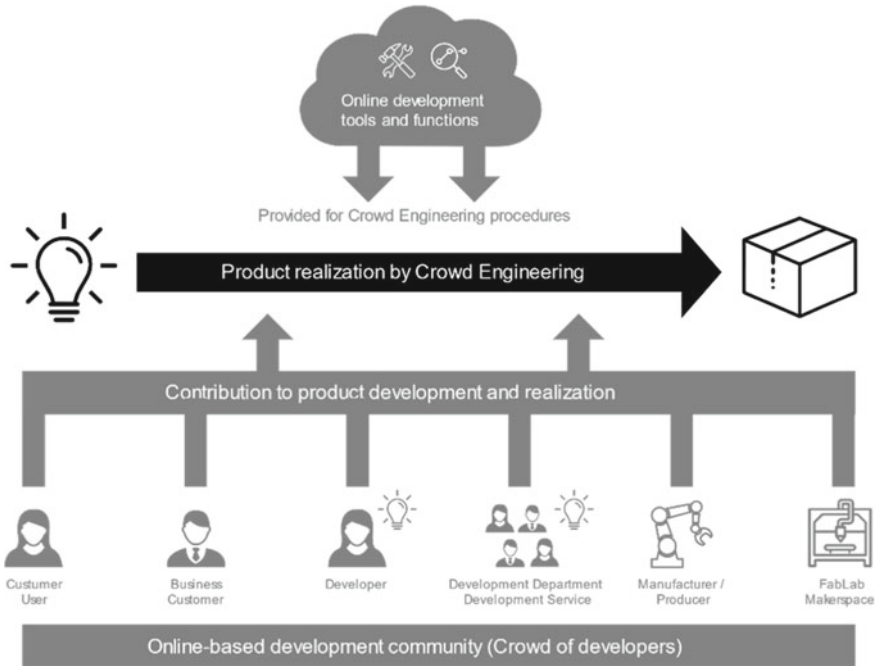 Online development
tools and functions
Provided for Crowd Engineering procedures
Product realization by Crowd Engineering
Contribution to product development and realization
Custumer
User
Business
Customer
Developer
Development Department
Development Service
Manufacturer /
Producer
FabLab
Makerspace
Online-based development community (Crowd of developers)